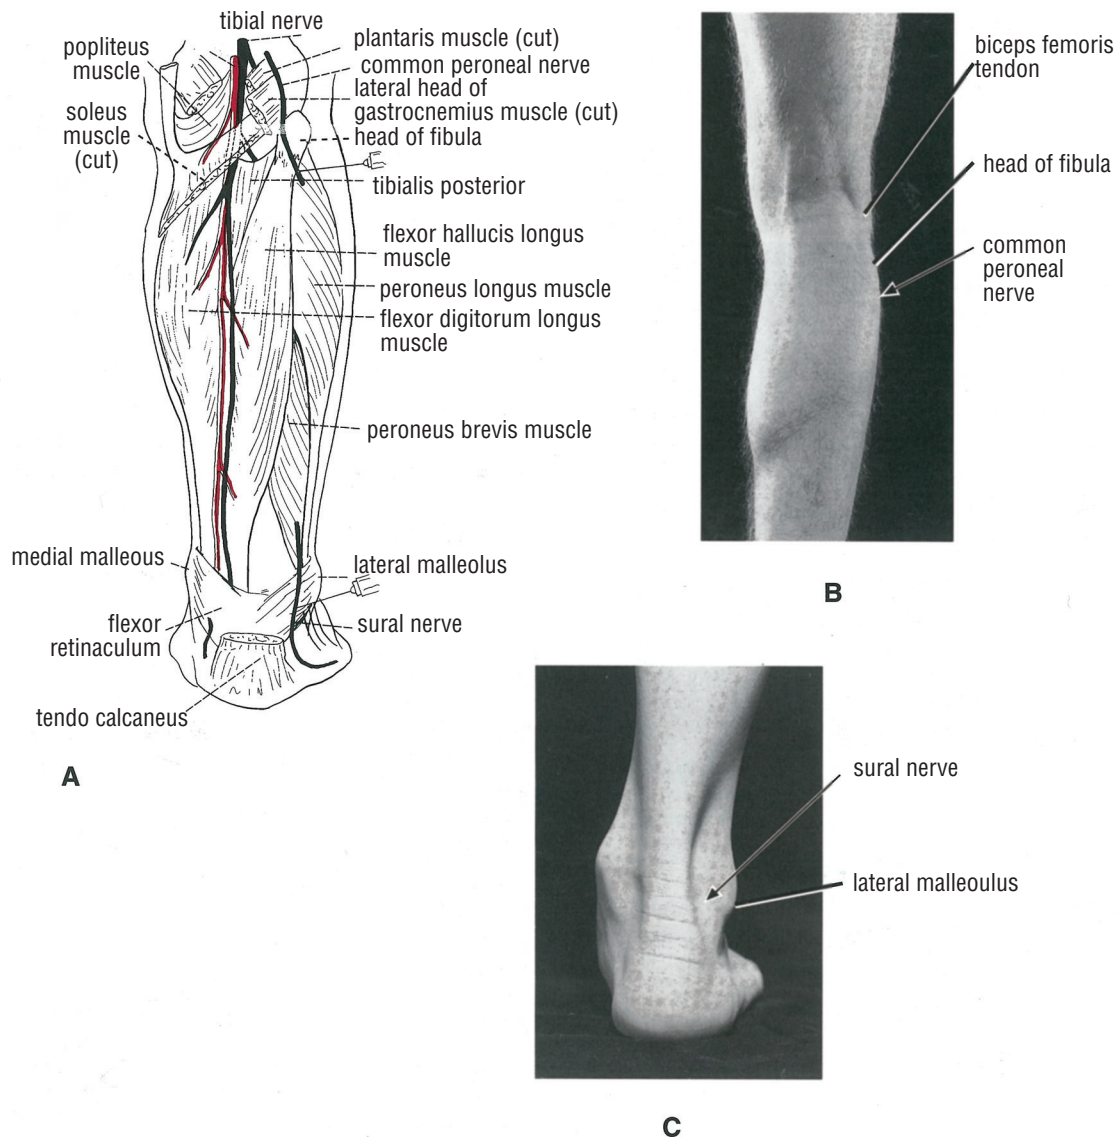 tibial nerve
popliteus
muscle
plantaris muscle (cut)
common peroneal nerve
lateral head of
gastrocnemius muscle (cut)
soleus
muscle
(cut)
head of fibula
tibialis posterior
flexor hallucis longus
muscle
peroneus longus muscle
flexor digitorum longus
muscle
peroneus brevis muscle
medial malleous
lateral malleolus
flexor
retinaculum
sural nerve
tendo calcaneus
A
biceps femoris
tendon
head of fibula
common
peroneal
nerve
B
sural nerve
lateral malleoulus
C